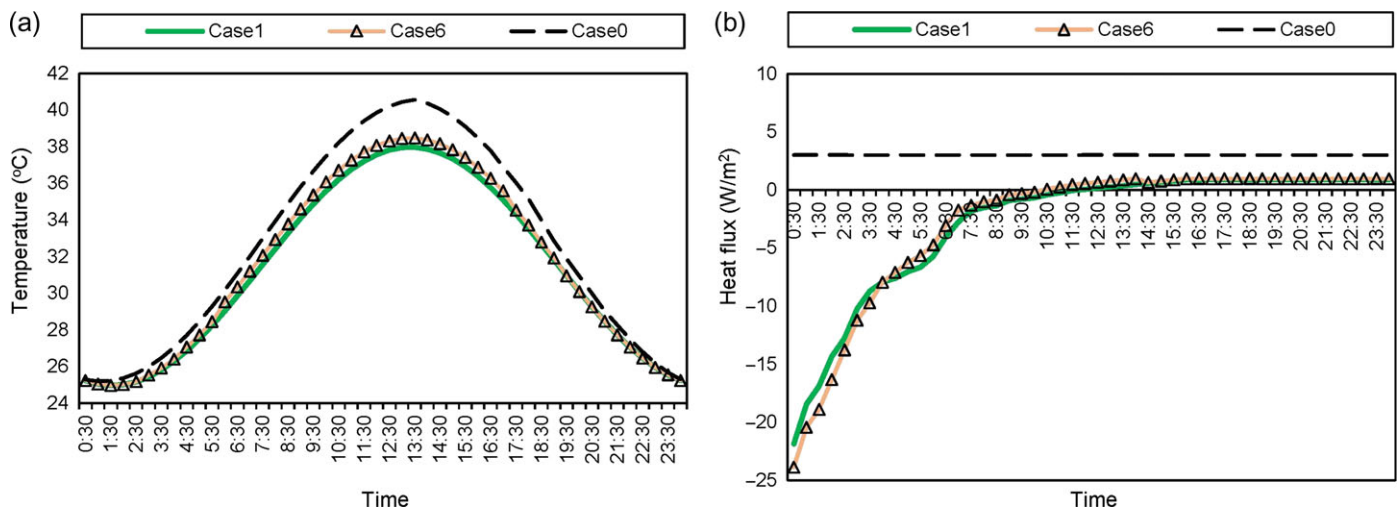 (a)
Case1 Case6 Case0
Temperature (ºC)
42
40
38
36
34
32
30
28
26
24
0:30 1:30 2:30 3:30 4:30 5:30 6:30 7:30 8:30 9:30 10:30 11:30 12:30 13:30 14:30 15:30 16:30 17:30 18:30 19:30 20:30 21:30 22:30 23:30
Time
(b)
Case1 Case6 Case0
Heat flux (W/m²)
10
5
0
−5
−10
−15
−20
−25
0:30 1:30 2:30 3:30 4:30 5:30 6:30 7:30 8:30 9:30 10:30 11:30 12:30 13:30 14:30 15:30 16:30 17:30 18:30 19:30 20:30 21:30 22:30 23:30
Time